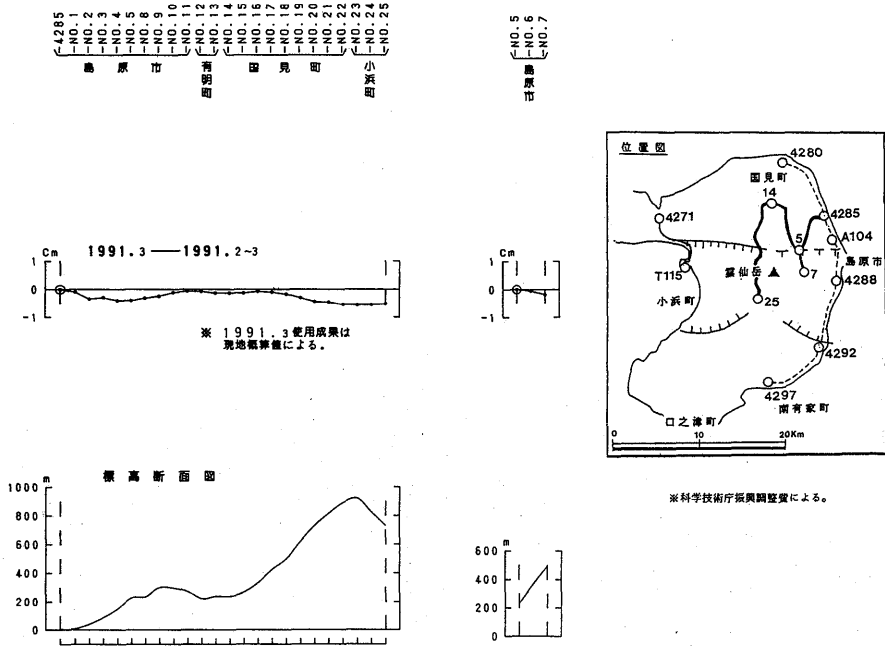 4285
NO.1
NO.2
NO.3
NO.4
NO.5
NO.8
NO.9
NO.10
NO.11
NO.12
NO.13
NO.14
NO.15
NO.16
NO.17
NO.18
NO.19
NO.20
NO.21
NO.22
NO.23
NO.24
NO.25
島原市
有明町
国見町
小浜町
NO.5
NO.6
NO.7
島原市
Cm
1991.3——1991.2~3
1
0
-1
※ 1991.3使用成果は
現地概算値による。
Cm
1
0
-1
位置図
4280
国見町
14
4271
4285
5
A104
島原市
T115
雲仙岳
7
4288
小浜町
25
4292
4297
南有家町
口之津町
0 10 20Km
※科学技術庁振興調整費による。
標高断面図
m
1000
800
600
400
200
0
m
600
400
200
0